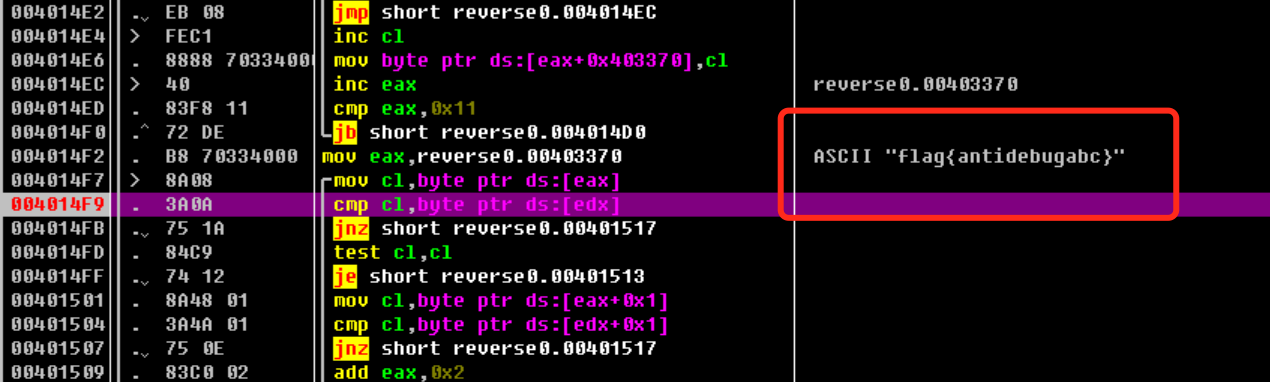 004014E2 .⌄ EB 08 jmp short reverse0.004014EC
004014E4 > FEC1 inc cl
004014E6 . 8888 70334000 mov byte ptr ds:[eax+0x403370],cl
004014EC > 40 inc eax reverse0.00403370
004014ED . 83F8 11 cmp eax,0x11
004014F0 .^ 72 DE jb short reverse0.004014D0
004014F2 . B8 70334000 mov eax,reverse0.00403370 ASCII "flag{antidebugabc}"
004014F7 > 8A08 mov cl,byte ptr ds:[eax]
004014F9 . 3A0A cmp cl,byte ptr ds:[edx]
004014FB .⌄ 75 1A jnz short reverse0.00401517
004014FD . 84C9 test cl,cl
004014FF .⌄ 74 12 je short reverse0.00401513
00401501 . 8A48 01 mov cl,byte ptr ds:[eax+0x1]
00401504 . 3A4A 01 cmp cl,byte ptr ds:[edx+0x1]
00401507 .⌄ 75 0E jnz short reverse0.00401517
00401509 . 83C0 02 add eax,0x2